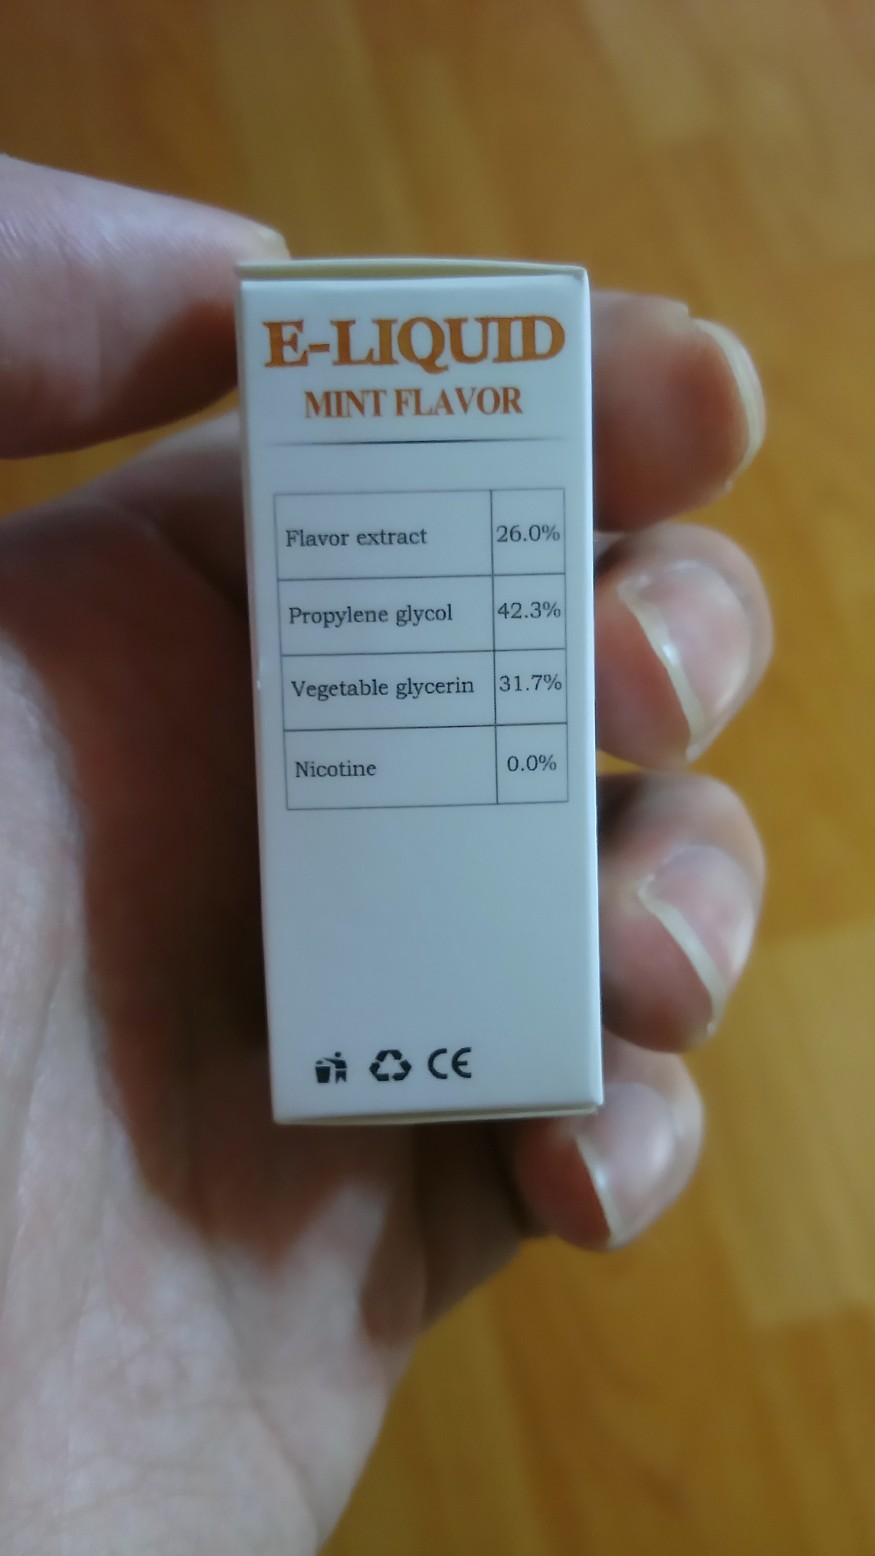 E-LIQUID
MINT FLAVOR
Flavor extract 26.0%
Propylene glycol 42.3%
Vegetable glycerin 31.7%
Nicotine 0.0%
CE